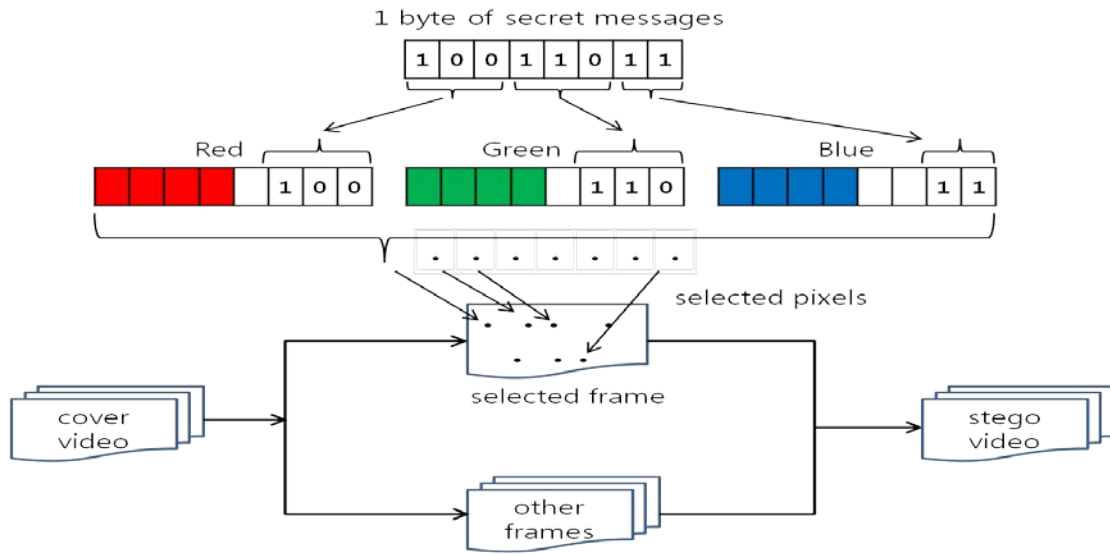 1 byte of secret messages
1 0 0 1 1 0 1 1
Red
Green
Blue
1 0 0
1 1 0
1 1
selected pixels
selected frame
cover
video
stego
video
other
frames